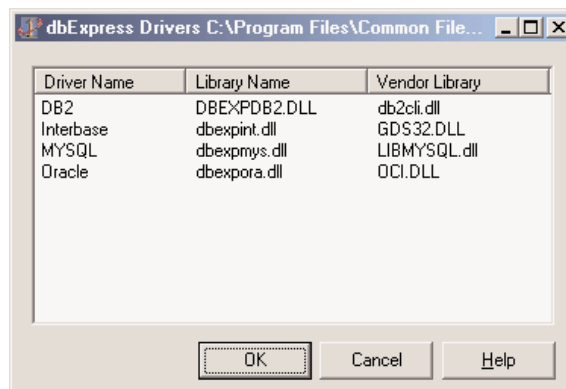 dbExpress Drivers C:\Program Files\Common File...
Driver Name Library Name Vendor Library
DB2 DBEXPDB2.DLL db2cli.dll
Interbase dbexpint.dll GDS32.DLL
MYSQL dbexpmys.dll LIBMYSQL.dll
Oracle dbexpora.dll OCI.DLL
OK Cancel Help